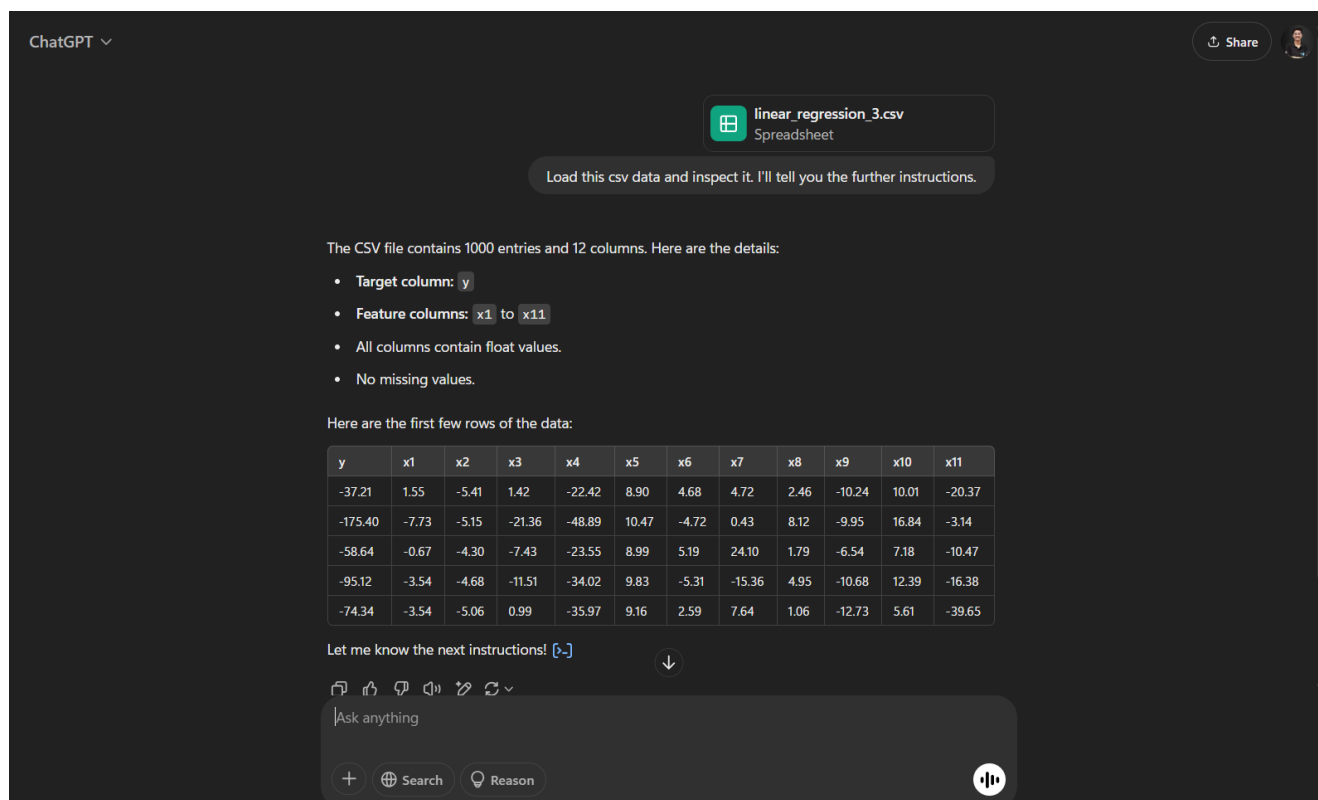 ChatGPT
Share
linear_regression_3.csv
Spreadsheet
Load this csv data and inspect it. I'll tell you the further instructions.
The CSV file contains 1000 entries and 12 columns. Here are the details:
• Target column: y
• Feature columns: x1 to x11
• All columns contain float values.
• No missing values.
Here are the first few rows of the data:
y x1 x2 x3 x4 x5 x6 x7 x8 x9 x10 x11
-37.21 1.55 -5.41 1.42 -22.42 8.90 4.68 4.72 2.46 -10.24 10.01 -20.37
-175.40 -7.73 -5.15 -21.36 -48.89 10.47 -4.72 0.43 8.12 -9.95 16.84 -3.14
-58.64 -0.67 -4.30 -7.43 -23.55 8.99 5.19 24.10 1.79 -6.54 7.18 -10.47
-95.12 -3.54 -4.68 -11.51 -34.02 9.83 -5.31 -15.36 4.95 -10.68 12.39 -16.38
-74.34 -3.54 -5.06 0.99 -35.97 9.16 2.59 7.64 1.06 -12.73 5.61 -39.65
Let me know the next instructions! [>-]
Ask anything
Search Reason